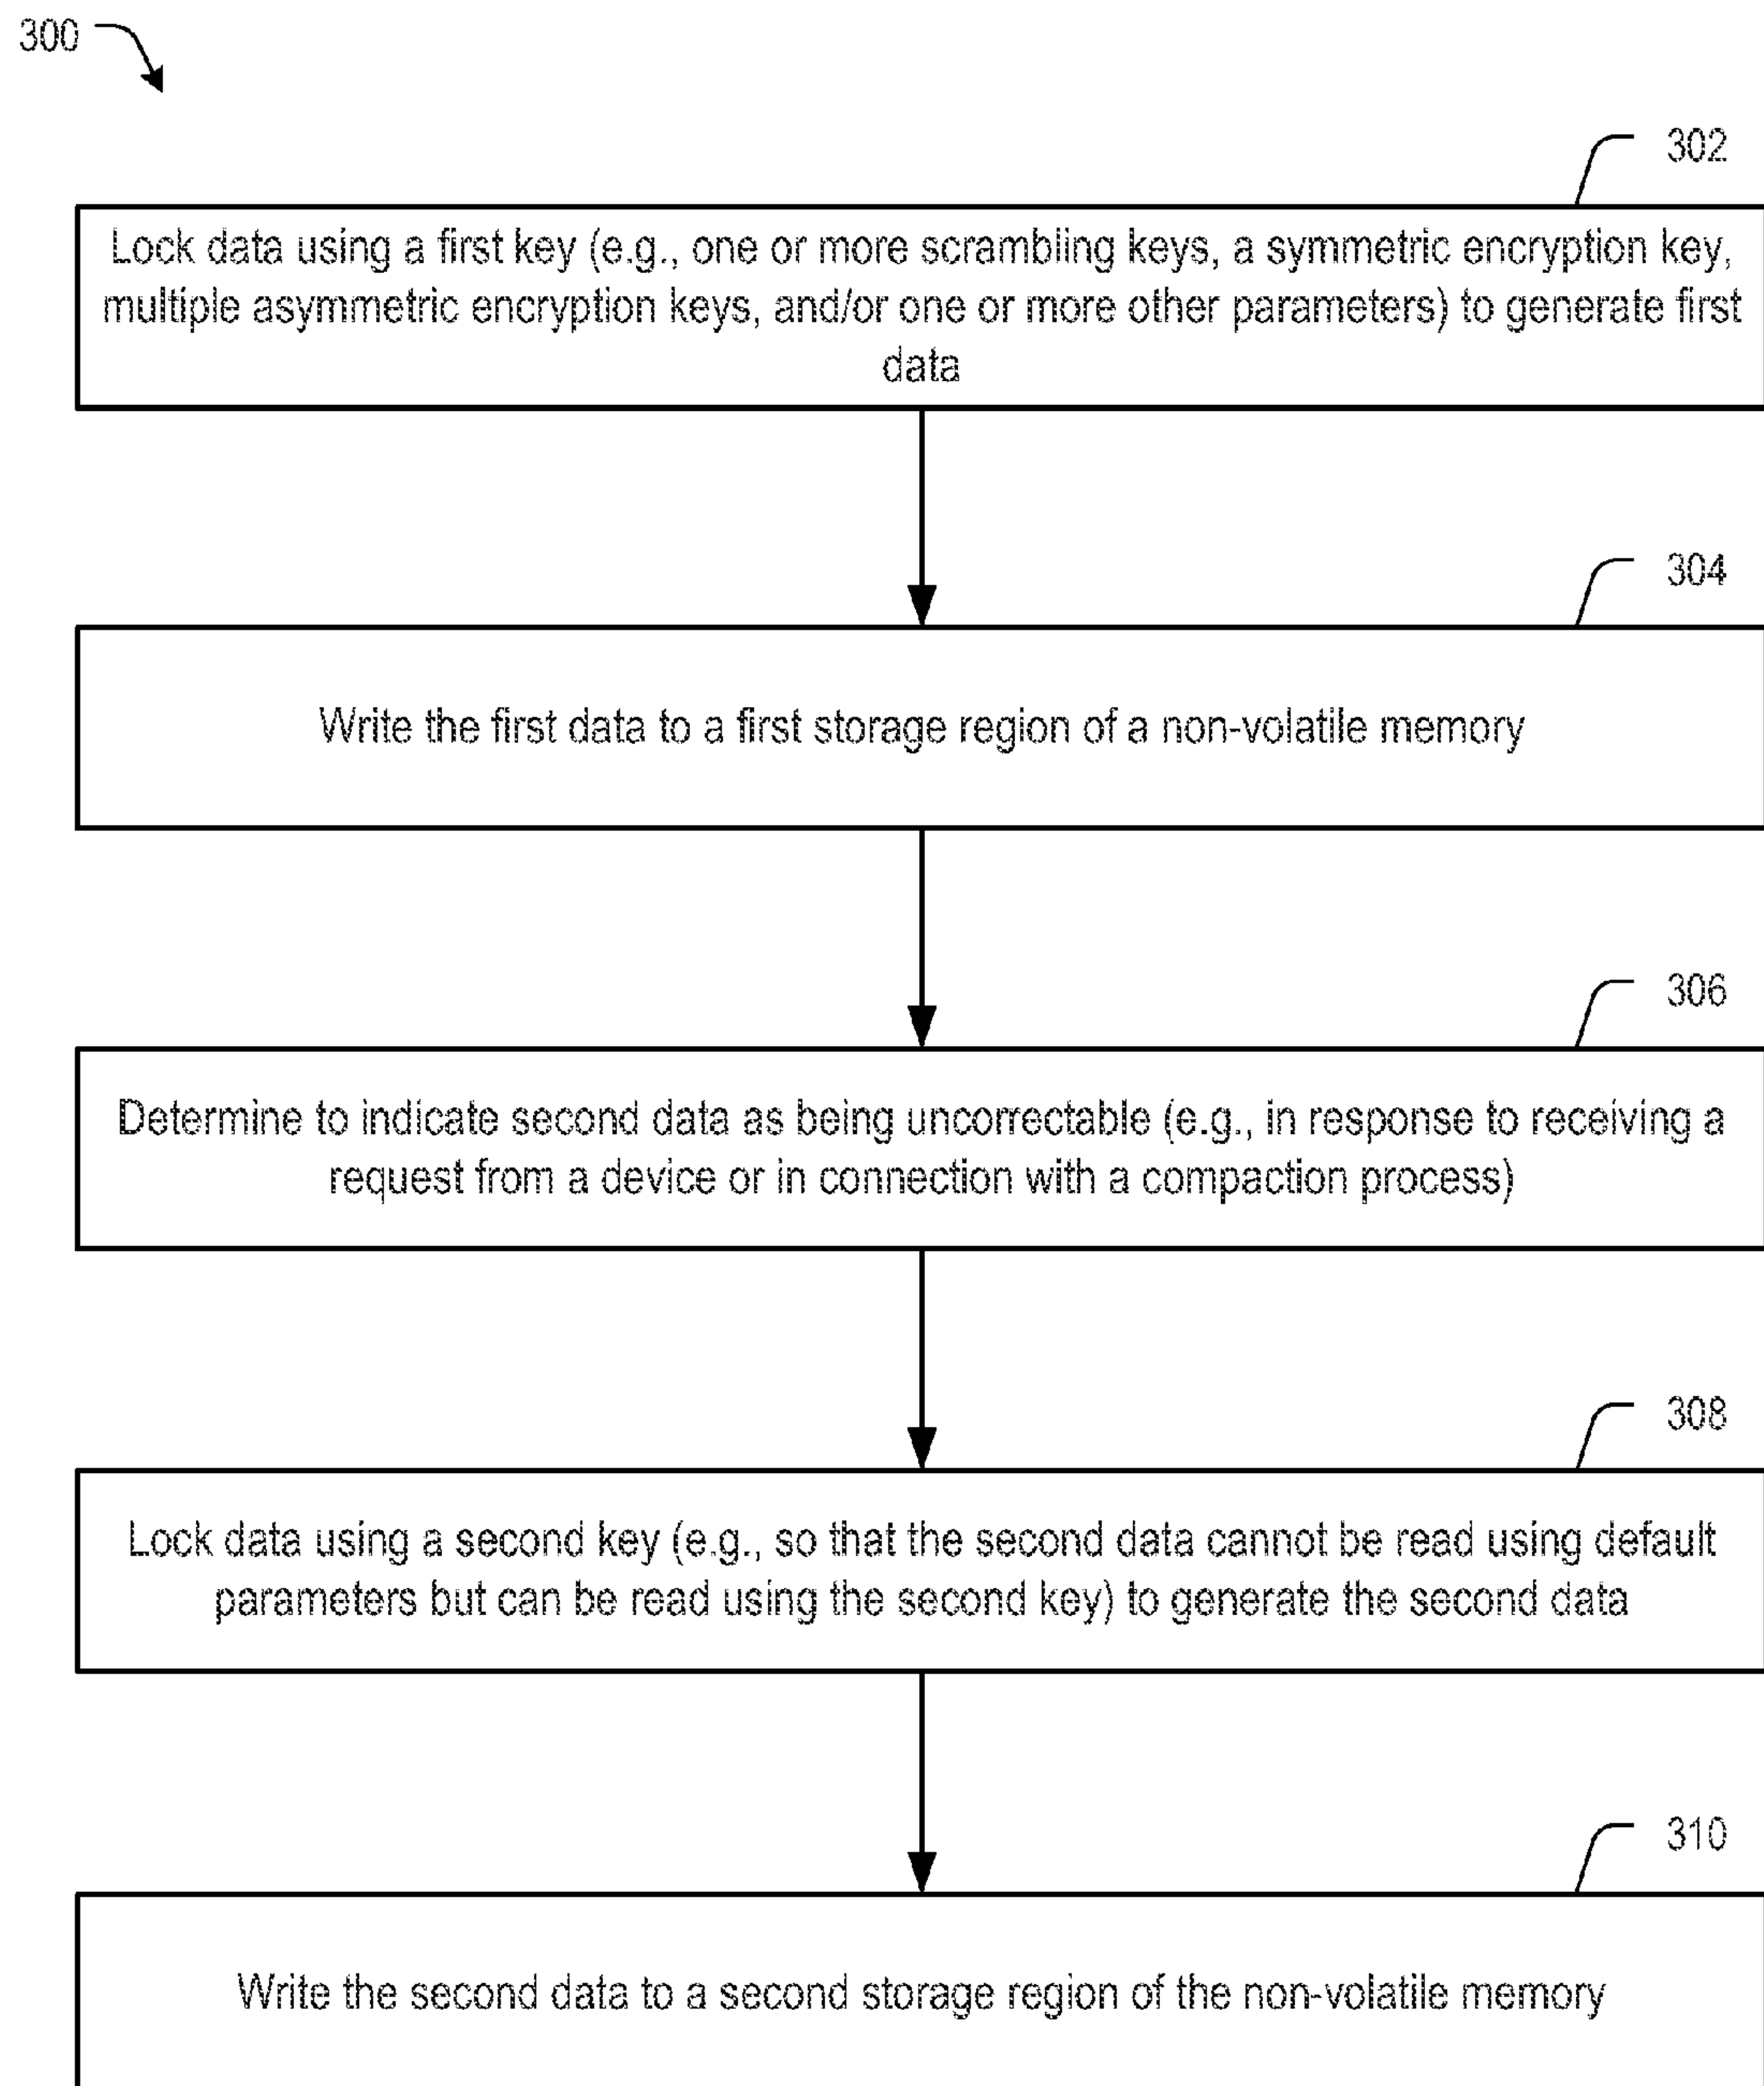 300
302
Lock data using a first key (e.g., one or more scrambling keys, a symmetric encryption key,
multiple asymmetric encryption keys, and/or one or more other parameters) to generate first
data
304
Write the first data to a first storage region of a non-volatile memory
306
Determine to indicate second data as being uncorrectable (e.g., in response to receiving a
request from a device or in connection with a compaction process)
308
Lock data using a second key (e.g., so that the second data cannot be read using default
parameters but can be read using the second key) to generate the second data
310
Write the second data to a second storage region of the non-volatile memory